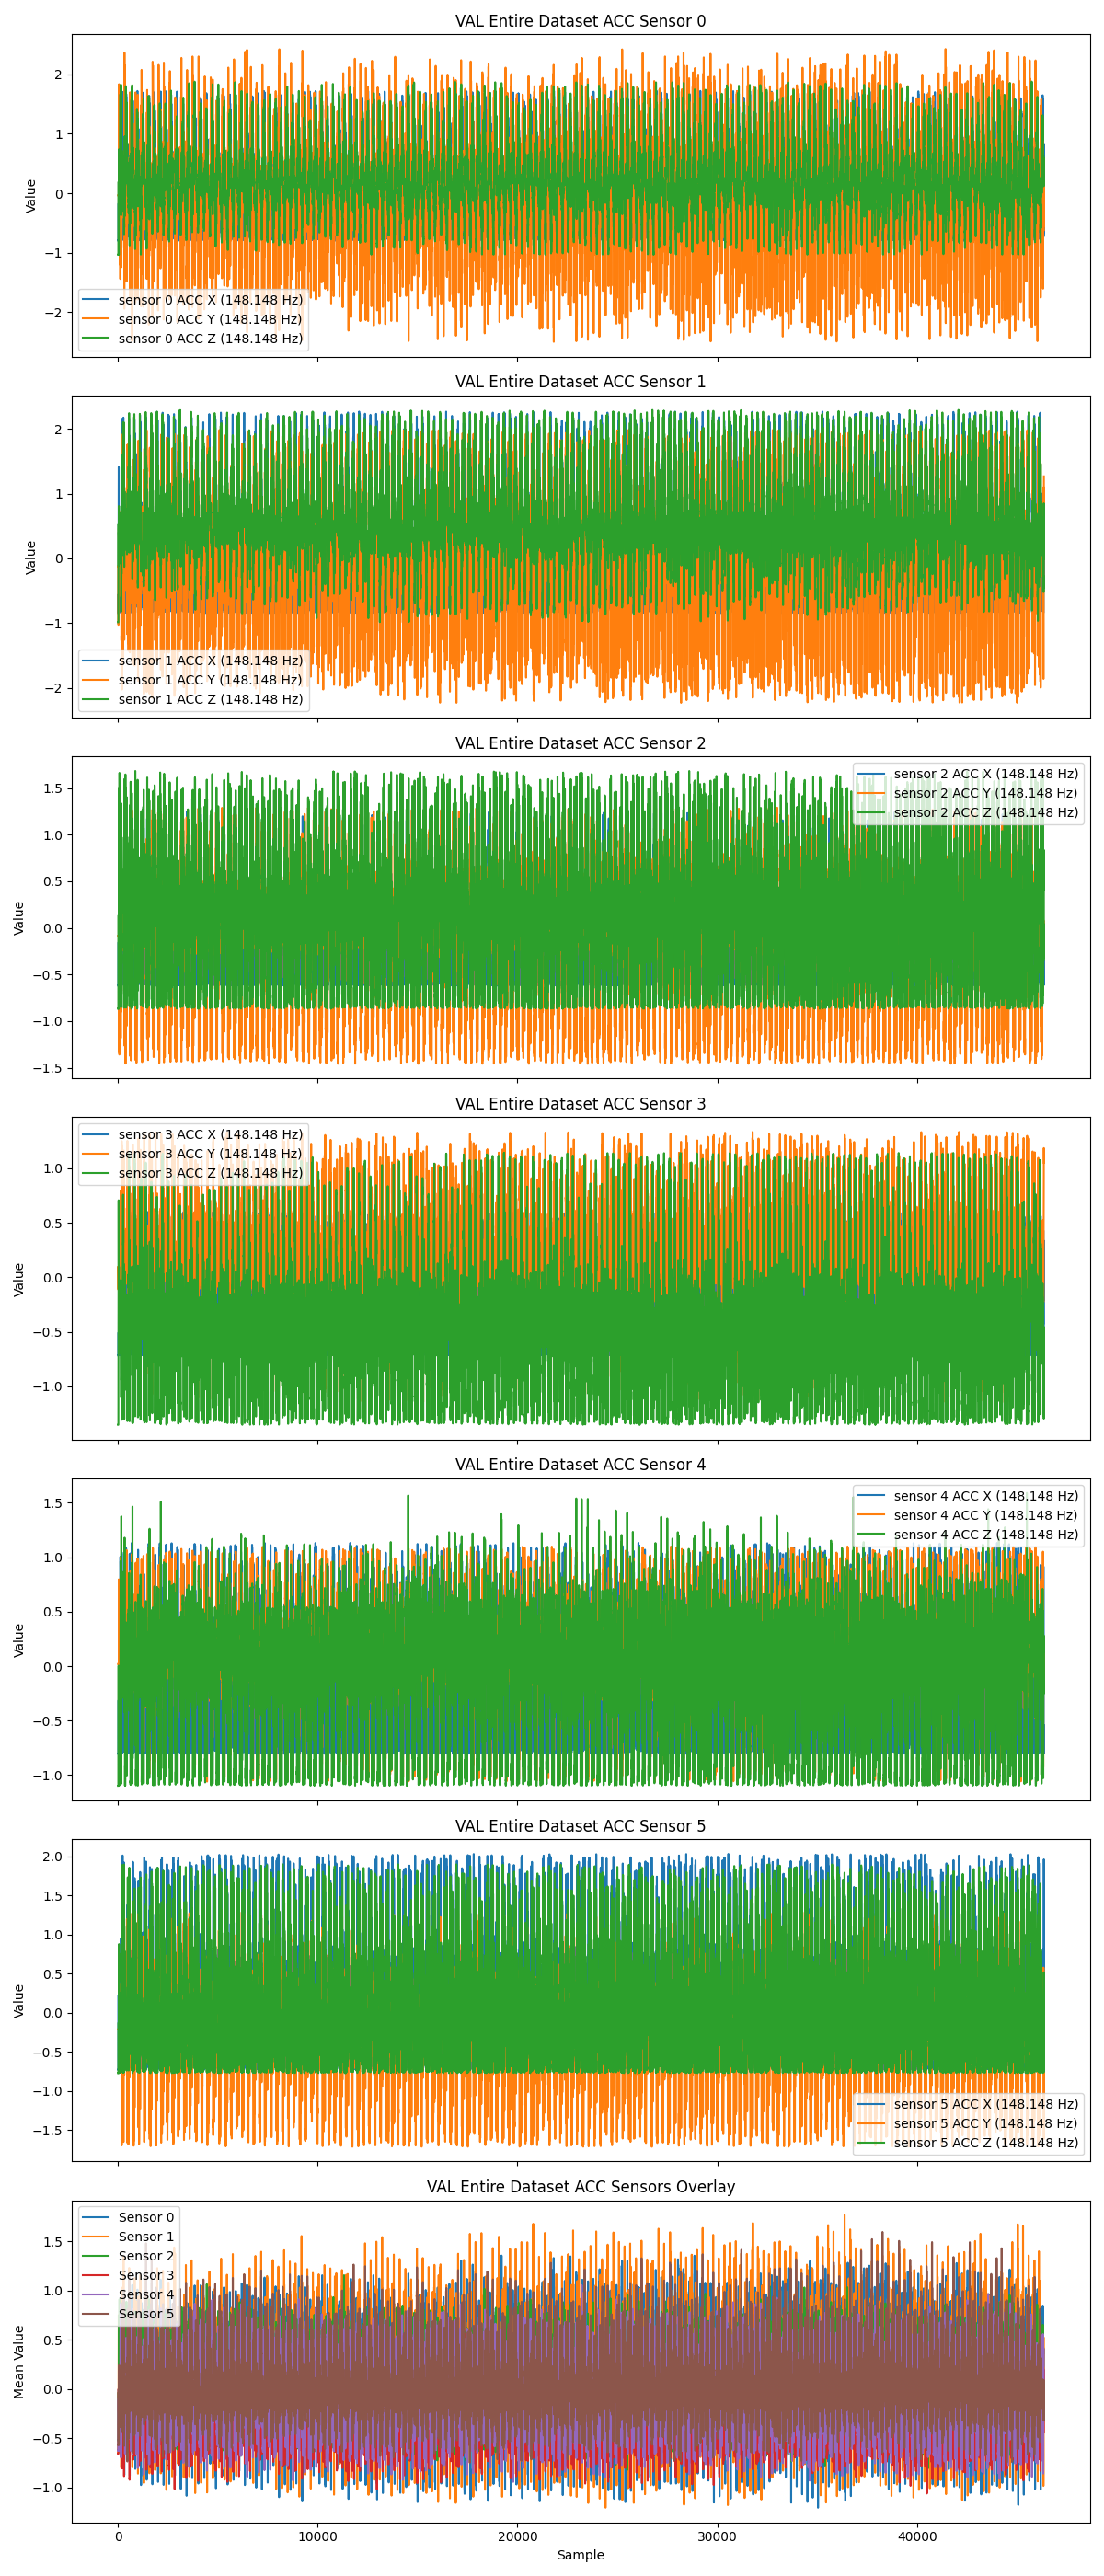 VAL Entire Dataset ACC Sensor 0
2
1
0
−1
−2
Value
sensor 0 ACC X (148.148 Hz)
sensor 0 ACC Y (148.148 Hz)
sensor 0 ACC Z (148.148 Hz)
VAL Entire Dataset ACC Sensor 1
2
1
0
−1
−2
Value
sensor 1 ACC X (148.148 Hz)
sensor 1 ACC Y (148.148 Hz)
sensor 1 ACC Z (148.148 Hz)
VAL Entire Dataset ACC Sensor 2
1.5
1.0
0.5
0.0
−0.5
−1.0
−1.5
Value
sensor 2 ACC X (148.148 Hz)
sensor 2 ACC Y (148.148 Hz)
sensor 2 ACC Z (148.148 Hz)
VAL Entire Dataset ACC Sensor 3
1.0
0.5
0.0
−0.5
−1.0
Value
sensor 3 ACC X (148.148 Hz)
sensor 3 ACC Y (148.148 Hz)
sensor 3 ACC Z (148.148 Hz)
VAL Entire Dataset ACC Sensor 4
1.5
1.0
0.5
0.0
−0.5
−1.0
Value
sensor 4 ACC X (148.148 Hz)
sensor 4 ACC Y (148.148 Hz)
sensor 4 ACC Z (148.148 Hz)
VAL Entire Dataset ACC Sensor 5
2.0
1.5
1.0
0.5
0.0
−0.5
−1.0
−1.5
Value
sensor 5 ACC X (148.148 Hz)
sensor 5 ACC Y (148.148 Hz)
sensor 5 ACC Z (148.148 Hz)
VAL Entire Dataset ACC Sensors Overlay
1.5
1.0
0.5
0.0
−0.5
−1.0
Mean Value
Sensor 0
Sensor 1
Sensor 2
Sensor 3
Sensor 4
Sensor 5
0 10000 20000 30000 40000
Sample